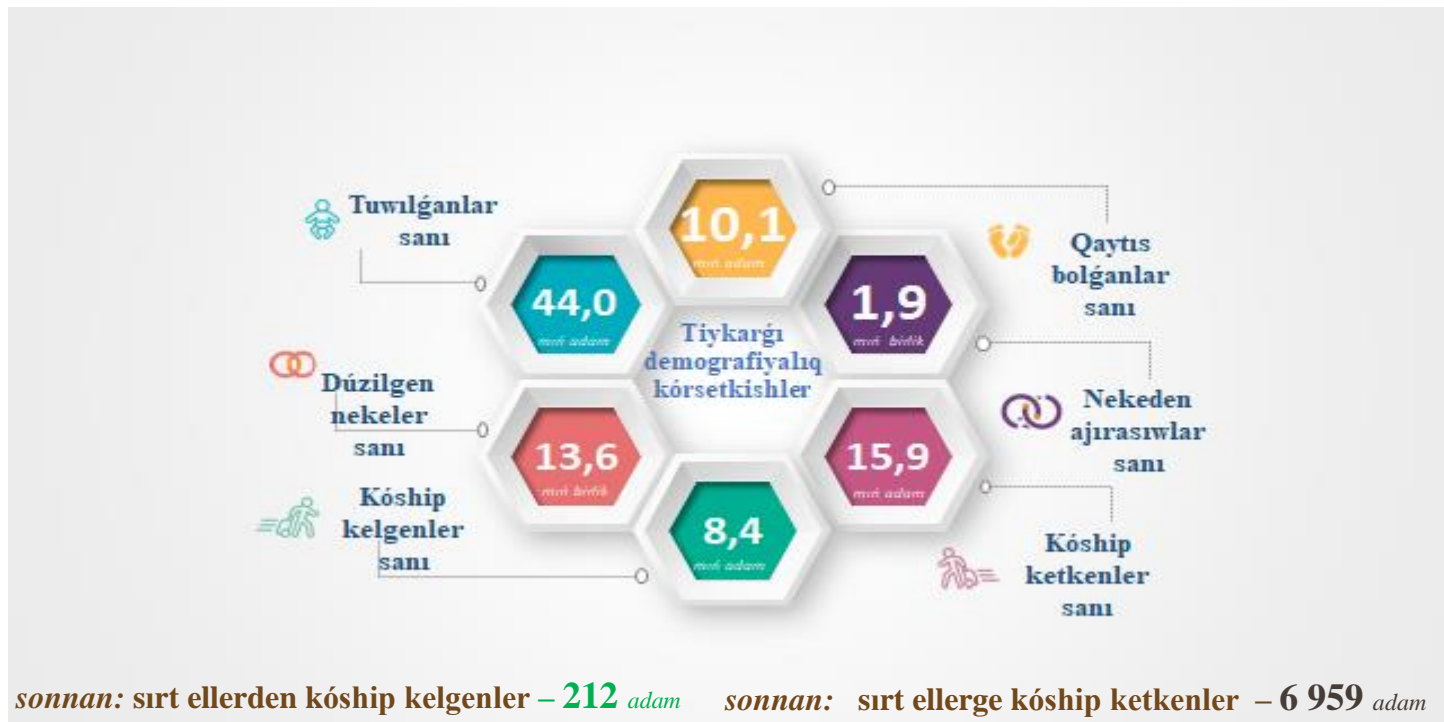 Tuwılǵanlar
sanı
44,0
mıń adam
10,1
mıń adam
Qaytıs
bolǵanlar
sanı
1,9
mıń birlik
Tiykarǵı
demografiyalıq
kórsetkishler
Dúzilgen
nekeler
sanı
13,6
mıń birlik
Nekeden
ajırasıwlar
sanı
15,9
mıń adam
Kóship
kelgenler
sanı
8,4
mıń adam
Kóship
ketkenler
sanı
sonnan: sırt ellerden kóship kelgenler – 212 adam
sonnan: sırt ellerge kóship ketkenler – 6 959 adam